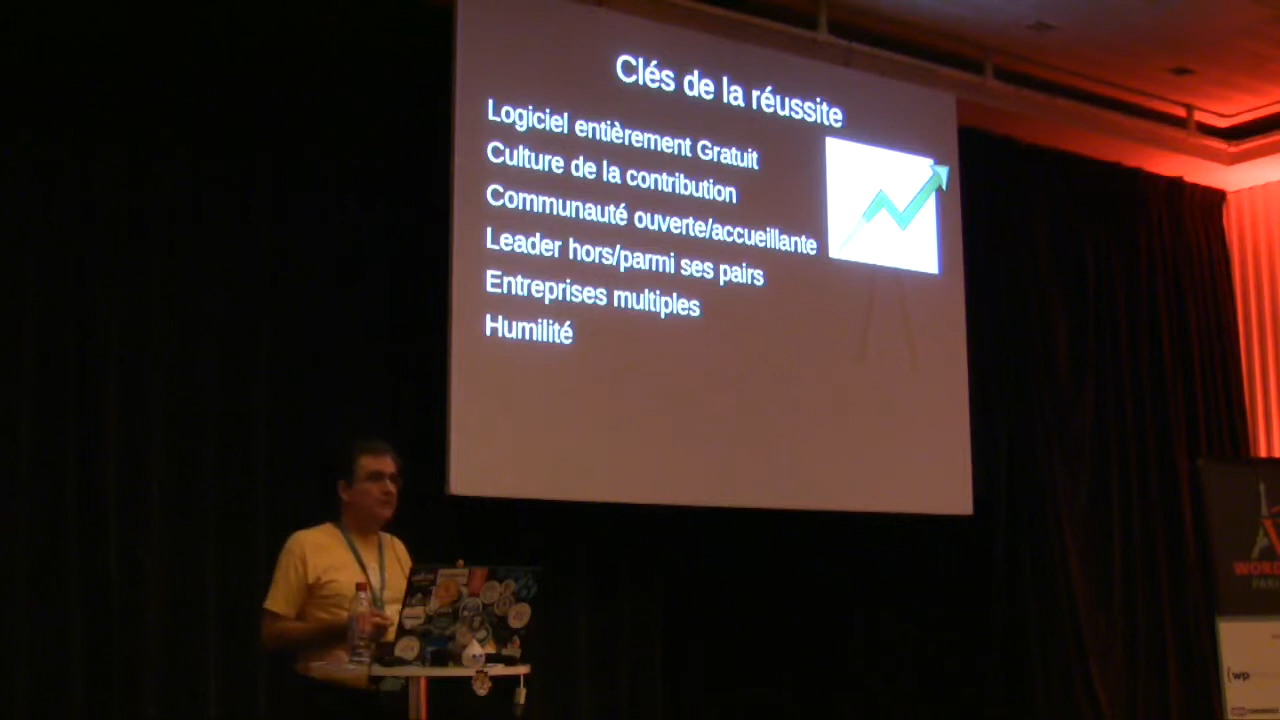 Clés de la réussite
Logiciel entièrement Gratuit
Culture de la contribution
Communauté ouverte/accueillante
Leader hors/parmi ses pairs
Entreprises multiples
Humilité
(wp